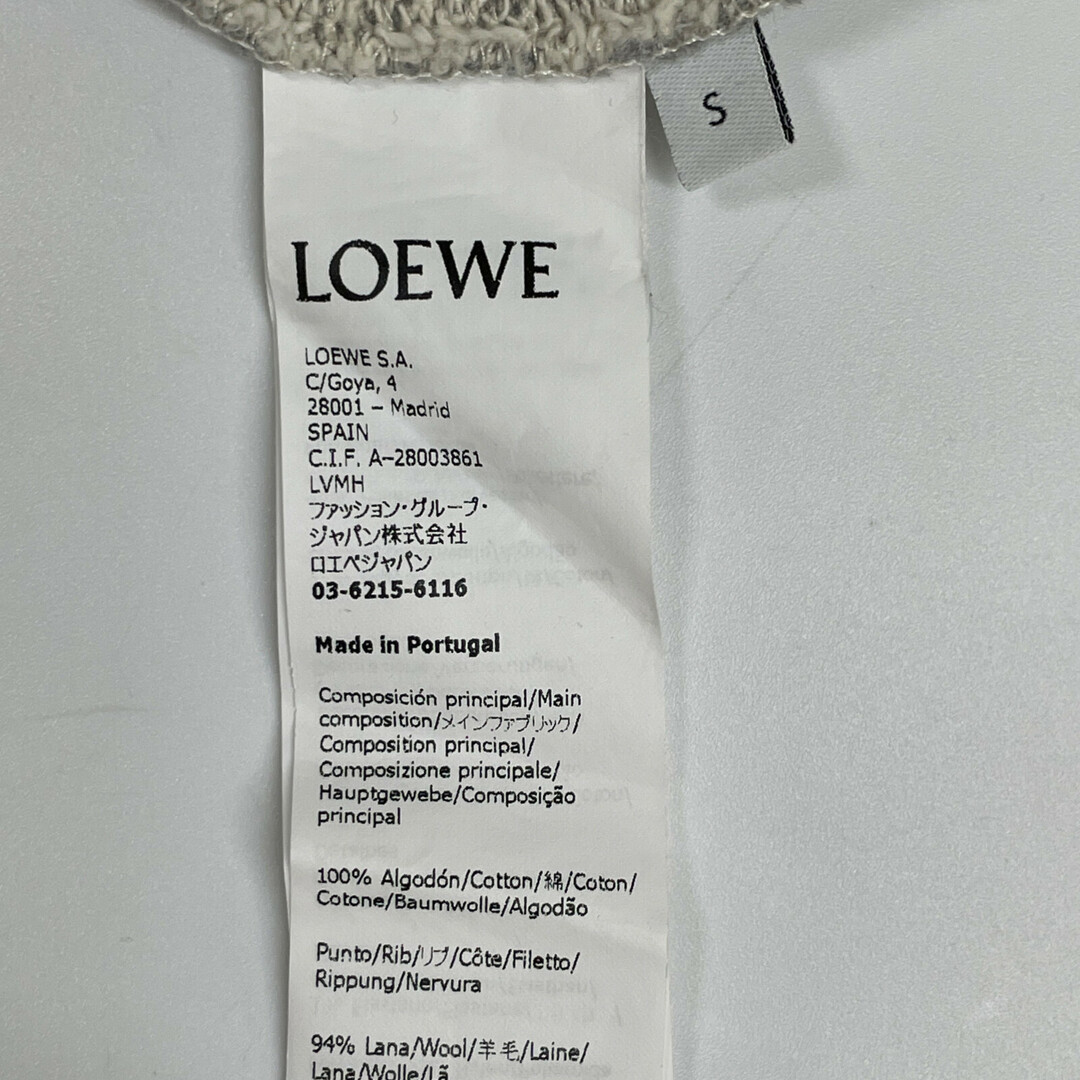 S
LOEWE
LOEWE S.A.
C/Goya, 4
28001 – Madrid
SPAIN
C.I.F. A-28003861
LVMH
ファッション・グループ・
ジャパン株式会社
ロエベジャパン
03-6215-6116
Made in Portugal
Composición principal/Main
composition/メインファブリック/
Composition principal/
Composizione principale/
Hauptgewebe/Composição
principal
100% Algodón/Cotton/綿/Coton/
Cotone/Baumwolle/Algodão
Punto/Rib/リブ/Côte/Filetto/
Rippung/Nervura
94% Lana/Wool/羊毛/Laine/
Lana/Wolle/Lã